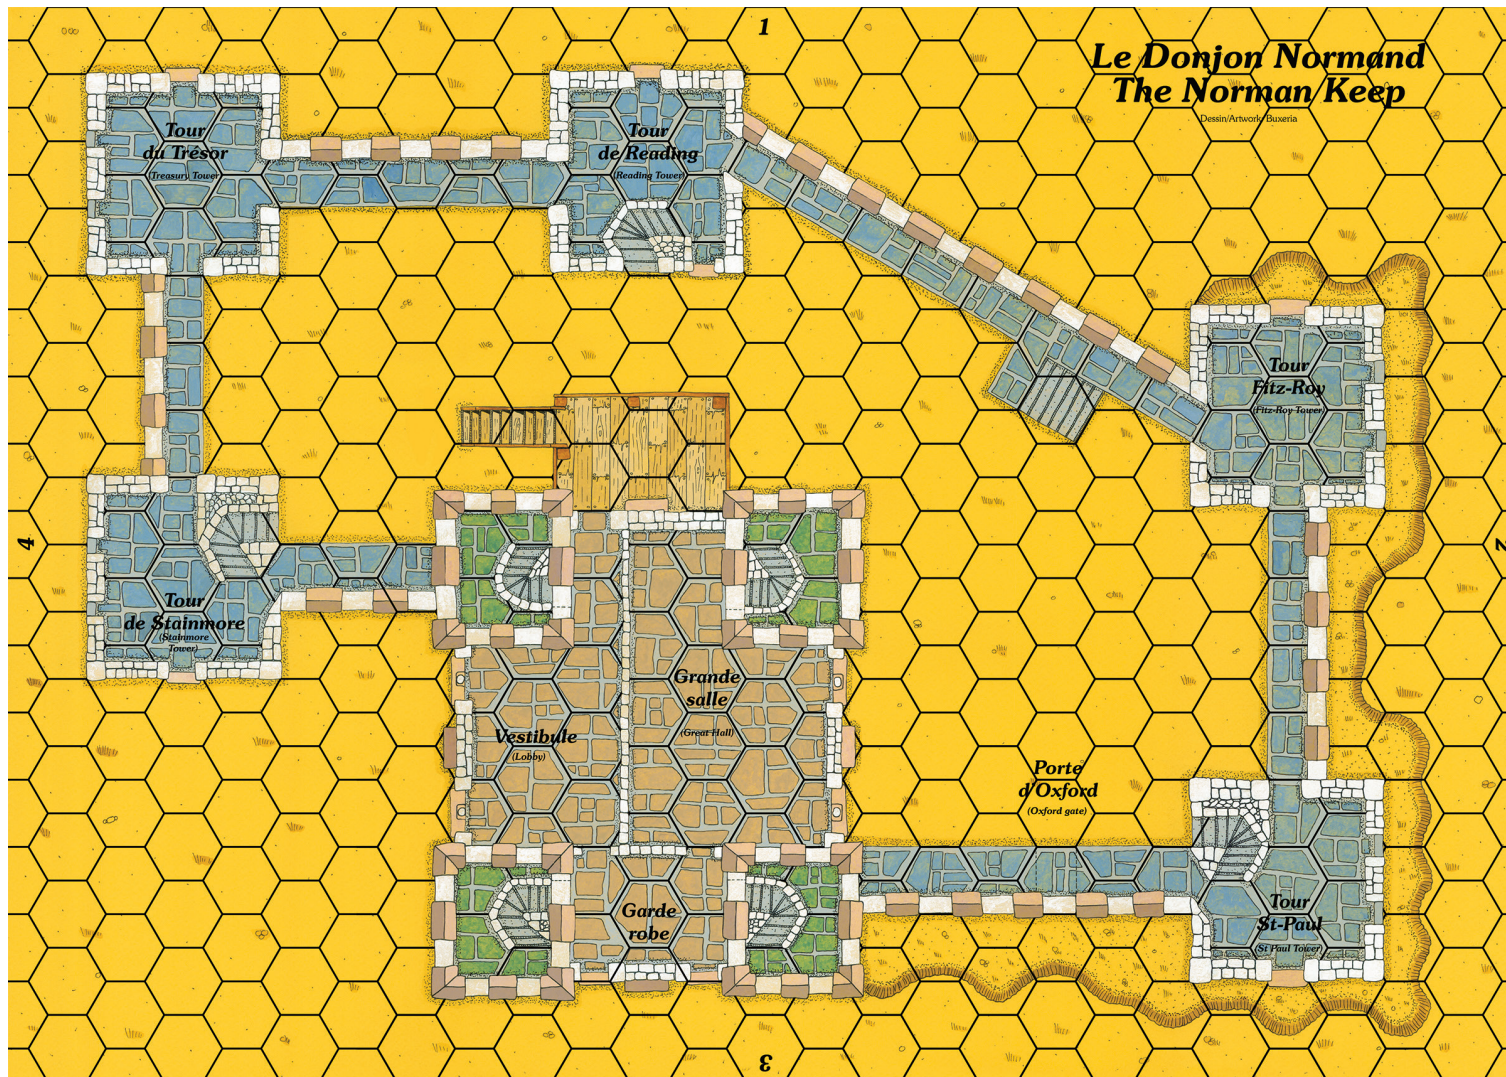 1
Le Donjon Normand
The Norman Keep
Dessin/Artwork: Buxeria
Tour
du Trésor
(Treasury Tower)
Tour
de Reading
(Reading Tower)
Tour
Fitz-Roy
(Fitz-Roy Tower)
4
2
Tour
de Stainmore
(Stainmore
Tower)
Grande
salle
(Great Hall)
Vestibule
(Lobby)
Porte
d'Oxford
(Oxford gate)
Garde
robe
Tour
St-Paul
(St Paul Tower)
3